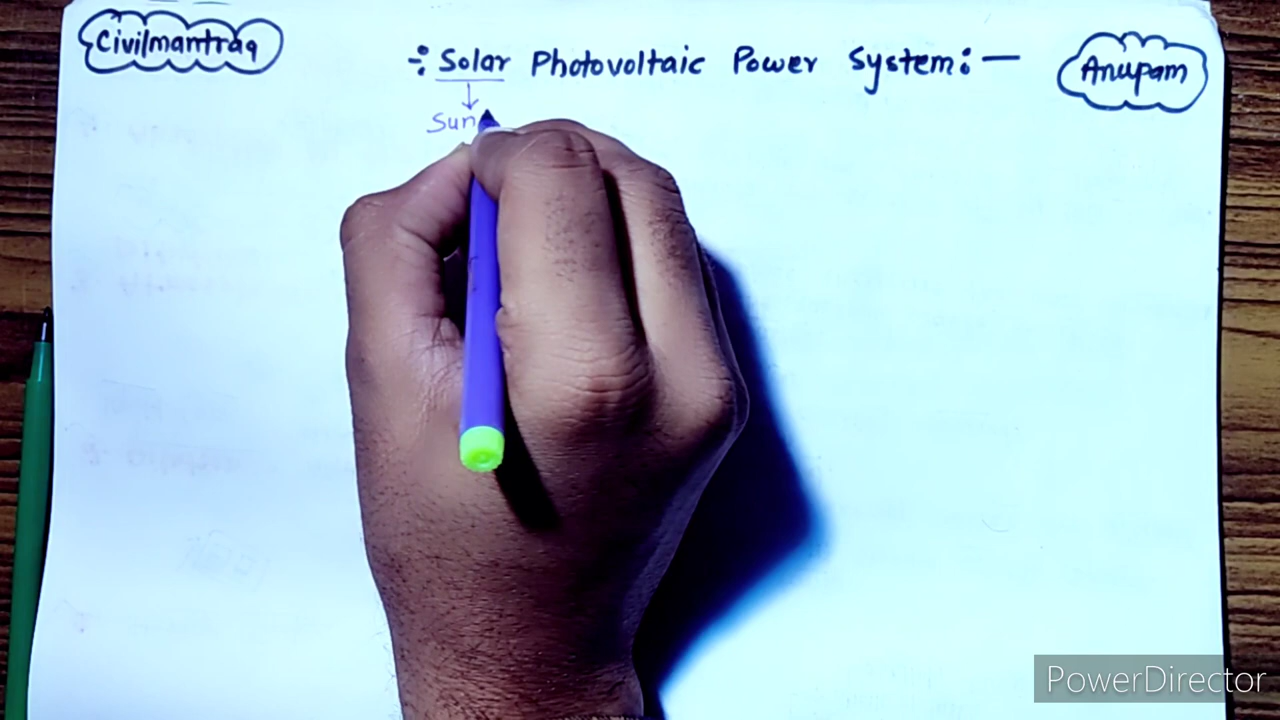 Civilmantraa
÷ Solar Photovoltaic Power System:—
Anupam
↓
Sun
PowerDirector